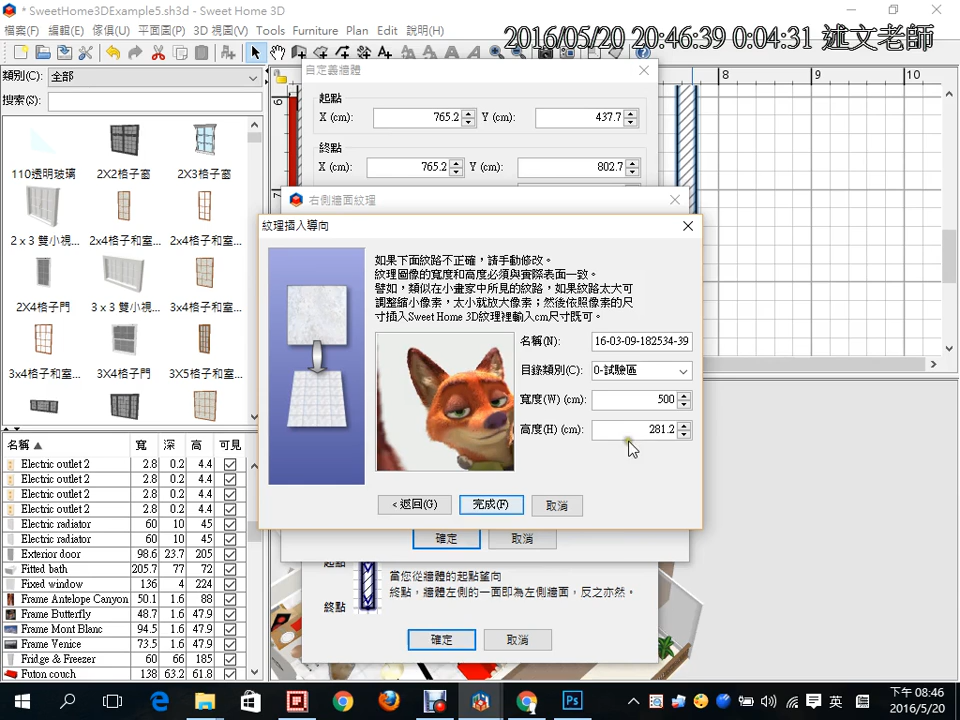 * SweetHome3DExample5.sh3d - Sweet Home 3D
檔案(F) 編輯(E) 傢俱(U) 平面圖(P) 3D 視圖(V) Tools Furniture Plan Edit 說明(H)
2016/05/20 20:46:39 0:04:31 述文老師
類別(C): 全部
搜索(S):
110透明玻璃 2X2格子窗 2X3格子窗
2 x 3 雙小視... 2x4格子和室... 2x4格子和室...
2X4格子門 3 x 3 雙小視... 3x4格子和室...
3x4格子和室... 3X4格子門 3X5格子和室...
名稱 寬 深 高 可見
Electric outlet 2 2.8 0.2 4.4
Electric outlet 2 2.8 0.2 4.4
Electric outlet 2 2.8 0.2 4.4
Electric outlet 2 2.8 0.2 4.4
Electric radiator 60 10 45
Electric radiator 60 10 45
Exterior door 98.6 23.7 205
Fitted bath 205.7 77 72
Fixed window 136 4 224
Frame Antelope Canyon 50.1 1.6 88
Frame Butterfly 48.7 1.6 47.9
Frame Mont Blanc 94.5 1.6 47.9
Frame Venice 73.5 1.6 47.9
Fridge & Freezer 60 66 185
Futon couch 138 63.2 61.8
6
7
8 9 10
自定義牆體
起點
X (cm): 765.2 Y (cm): 437.7
終點
X (cm): 765.2 Y (cm): 802.7
右側牆面紋理
紋理插入導向
如果下面紋路不正確，請手動修改。
紋理圖像的寬度和高度必須與實際表面一致。
譬如，類似在小畫家中所見的紋路，如果紋路太大可
調整縮小像素，太小就放大像素；然後依照像素的尺
寸插入Sweet Home 3D紋理裡輸入cm尺寸既可。
名稱(N): 16-03-09-182534-39
目錄類別(C): 0-試驗區
寬度(W) (cm): 500
高度(H) (cm): 281.2
< 返回(G) 完成(F) 取消
確定 取消
起點
當您從牆體的起點望向
終點，牆體左側的一面即為左側牆面，反之亦然。
終點
確定 取消
英
下午 08:46
2016/5/20